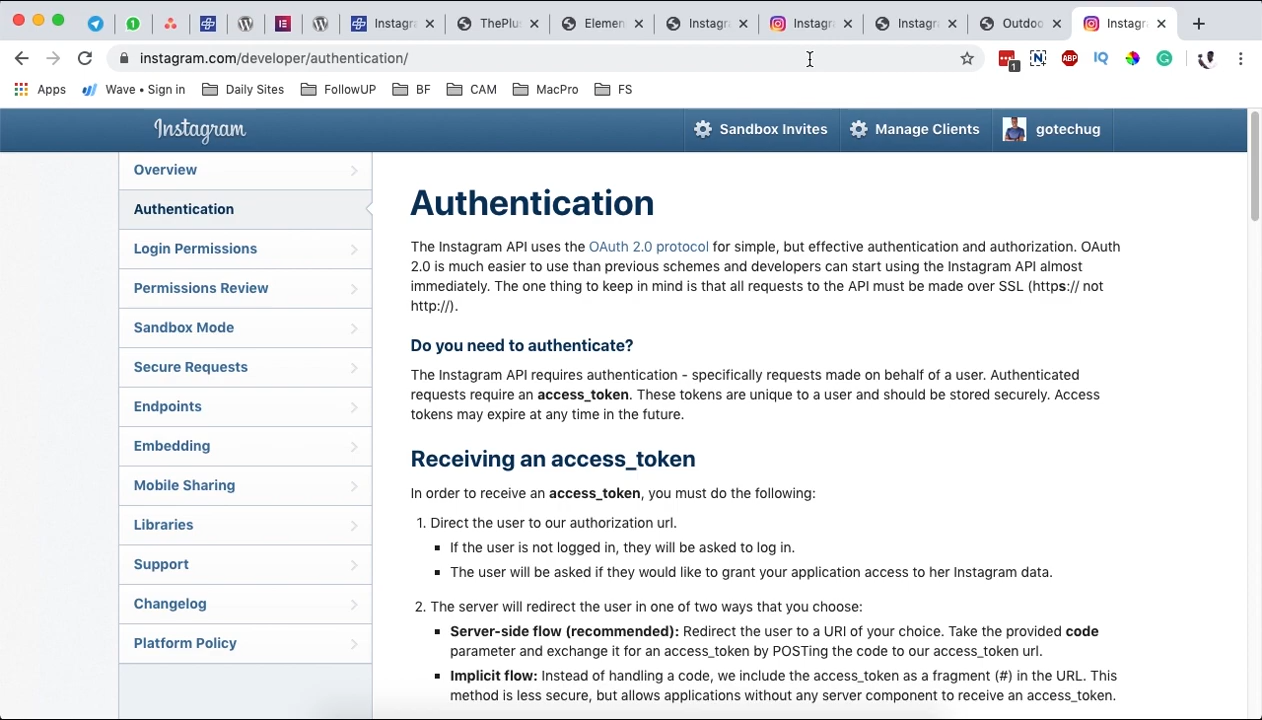 Instagra
ThePlus
Elemen
Instagr
Instagr
Instagr
Outdoo
Instagr
instagram.com/developer/authentication/
1
N
ABP
IQ
G
Apps
Wave • Sign in
Daily Sites
FollowUP
BF
CAM
MacPro
FS
Instagram
Sandbox Invites
Manage Clients
gotechug
Overview
Authentication
Login Permissions
Permissions Review
Sandbox Mode
Secure Requests
Endpoints
Embedding
Mobile Sharing
Libraries
Support
Changelog
Platform Policy
Authentication
The Instagram API uses the OAuth 2.0 protocol for simple, but effective authentication and authorization. OAuth
2.0 is much easier to use than previous schemes and developers can start using the Instagram API almost
immediately. The one thing to keep in mind is that all requests to the API must be made over SSL (https:// not
http://).
Do you need to authenticate?
The Instagram API requires authentication - specifically requests made on behalf of a user. Authenticated
requests require an access_token. These tokens are unique to a user and should be stored securely. Access
tokens may expire at any time in the future.
Receiving an access_token
In order to receive an access_token, you must do the following:
1. Direct the user to our authorization url.
▪ If the user is not logged in, they will be asked to log in.
▪ The user will be asked if they would like to grant your application access to her Instagram data.
2. The server will redirect the user in one of two ways that you choose:
▪ Server-side flow (recommended): Redirect the user to a URI of your choice. Take the provided code
parameter and exchange it for an access_token by POSTing the code to our access_token url.
▪ Implicit flow: Instead of handling a code, we include the access_token as a fragment (#) in the URL. This
method is less secure, but allows applications without any server component to receive an access_token.